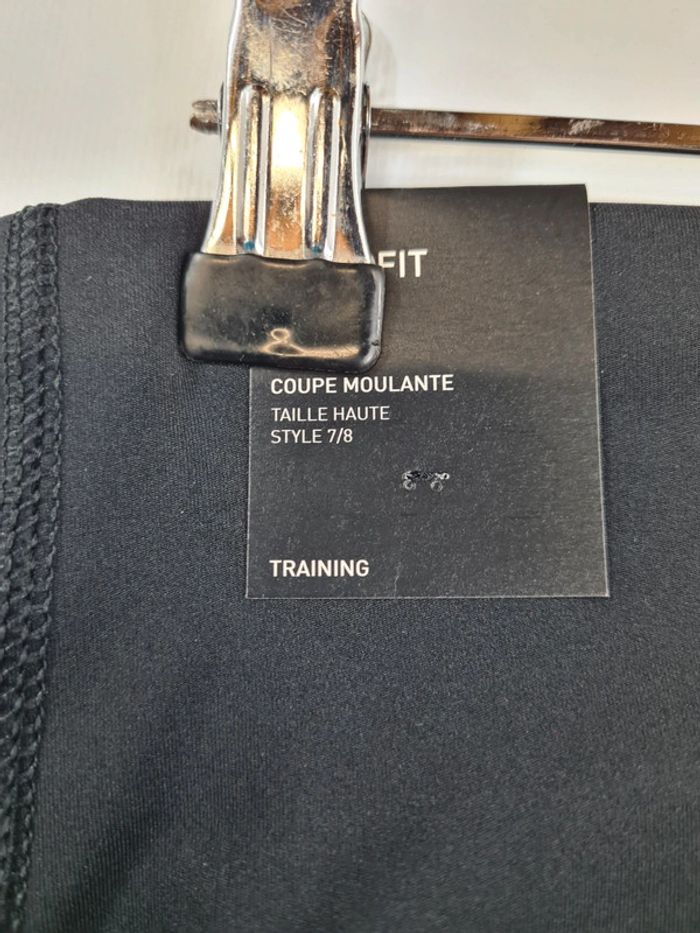 FIT
COUPE MOULANTE
TAILLE HAUTE
STYLE 7/8
TRAINING